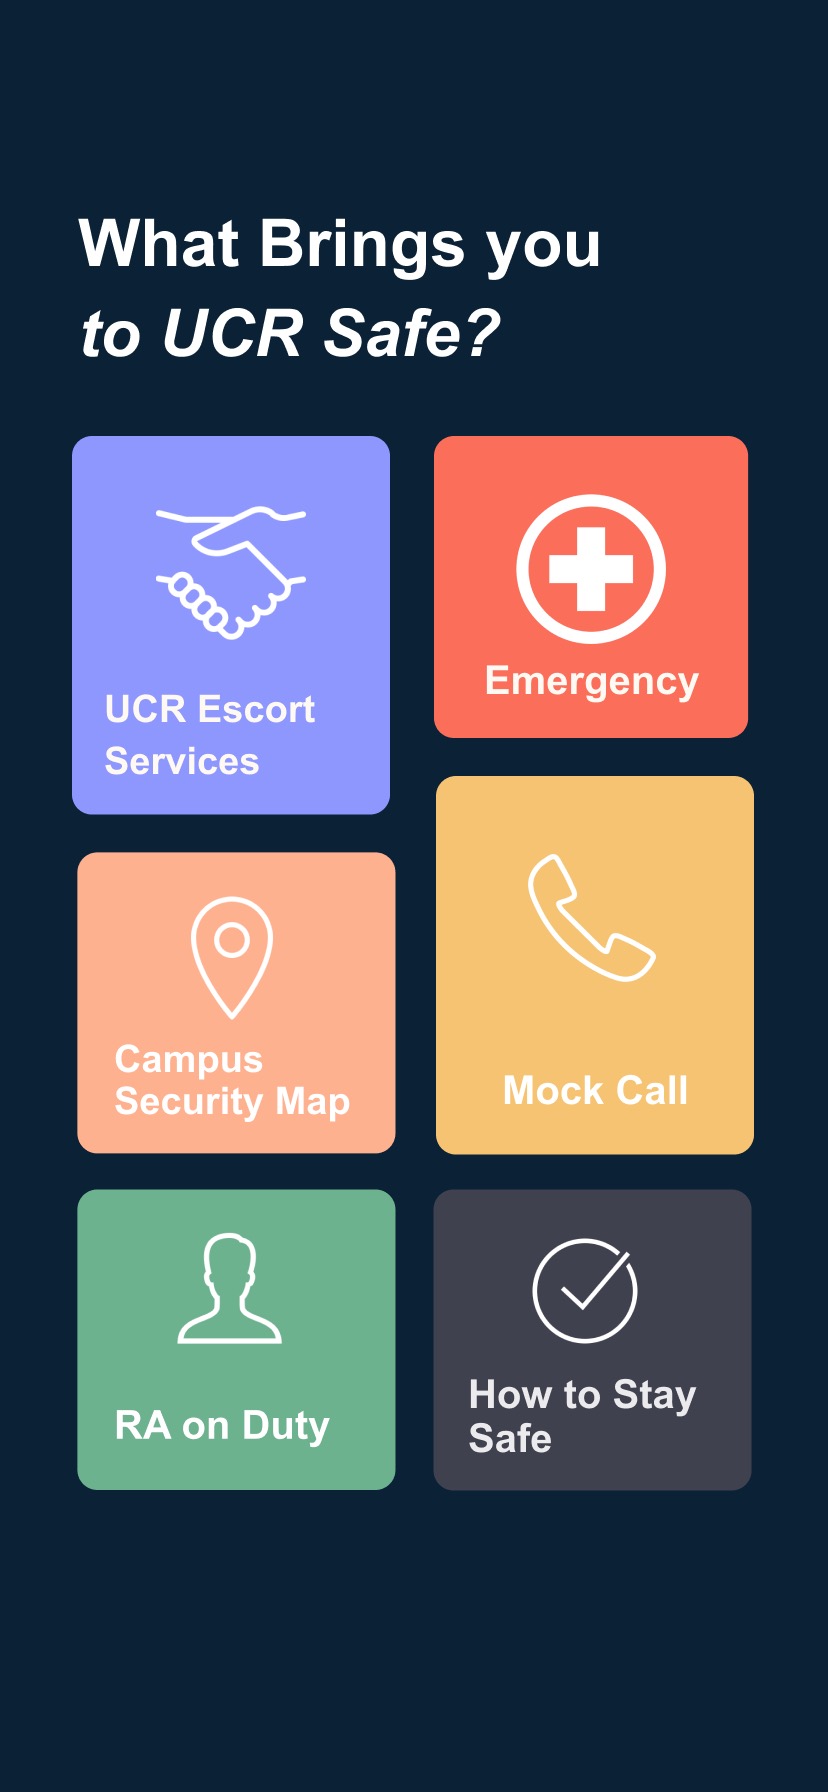 What Brings you
to UCR Safe?
UCR Escort
Services
Emergency
Campus
Security Map
Mock Call
RA on Duty
How to Stay
Safe